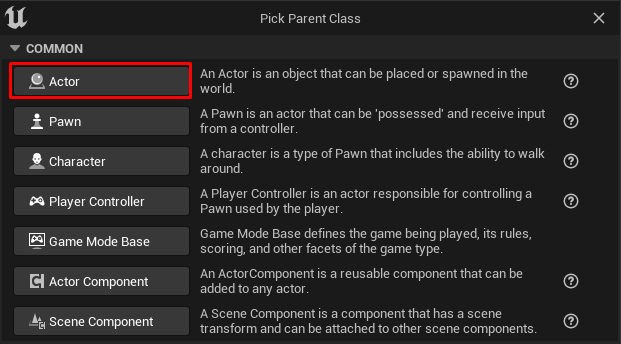 Pick Parent Class
COMMON
Actor
An Actor is an object that can be placed or spawned in the
world.
Pawn
A Pawn is an actor that can be 'possessed' and receive input
from a controller.
Character
A character is a type of Pawn that includes the ability to walk
around.
Player Controller
A Player Controller is an actor responsible for controlling a
Pawn used by the player.
Game Mode Base
Game Mode Base defines the game being played, its rules,
scoring, and other facets of the game type.
Actor Component
An ActorComponent is a reusable component that can be
added to any actor.
Scene Component
A Scene Component is a component that has a scene
transform and can be attached to other scene components.